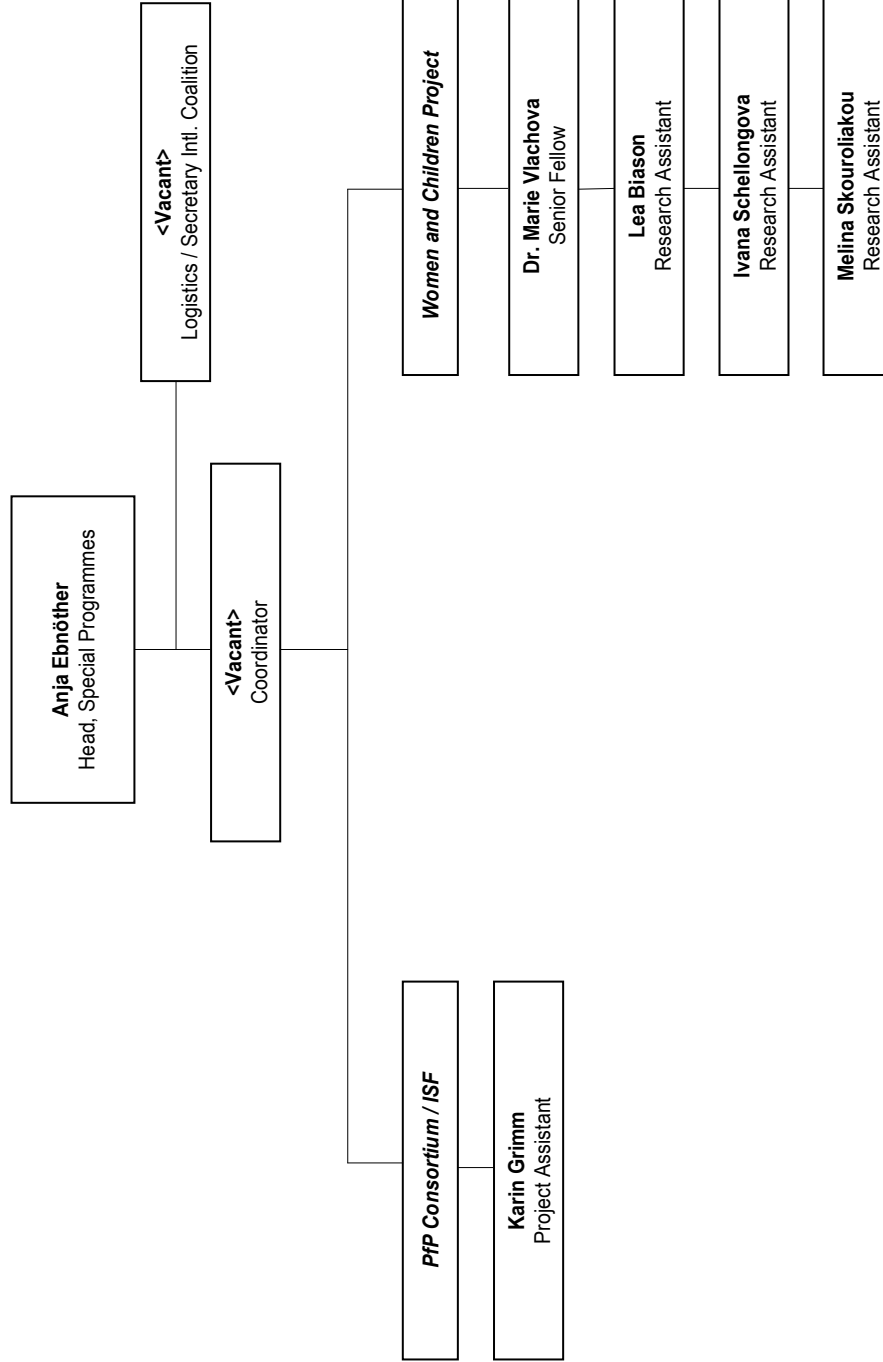 Anja Ebnöther
Head, Special Programmes
<Vacant>
Logistics / Secretary Intl. Coalition
<Vacant>
Coordinator
PfP Consortium / ISF
Karin Grimm
Project Assistant
Women and Children Project
Dr. Marie Vlachova
Senior Fellow
Lea Biason
Research Assistant
Ivana Schellongova
Research Assistant
Melina Skouroliakou
Research Assistant